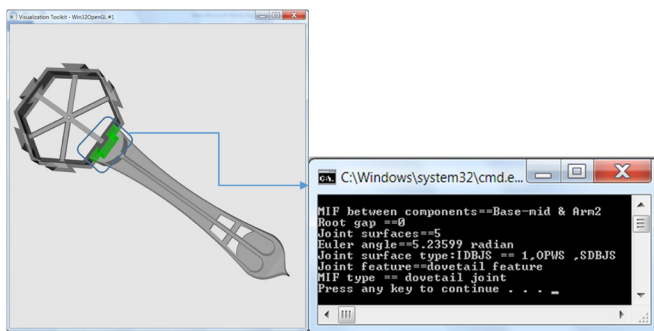 Visualization Toolkit - Win32OpenGL #1
C:\Windows\system32\cmd.e...
MIF between components==Base-mid & Arm2
Root gap ==0
Joint surfaces==5
Euler angle==5.23599 radian
Joint surface type:IDBJS == 1,OPWS ,SDBJS
Joint feature==dovetail feature
MIF type == dovetail joint
Press any key to continue . . . _